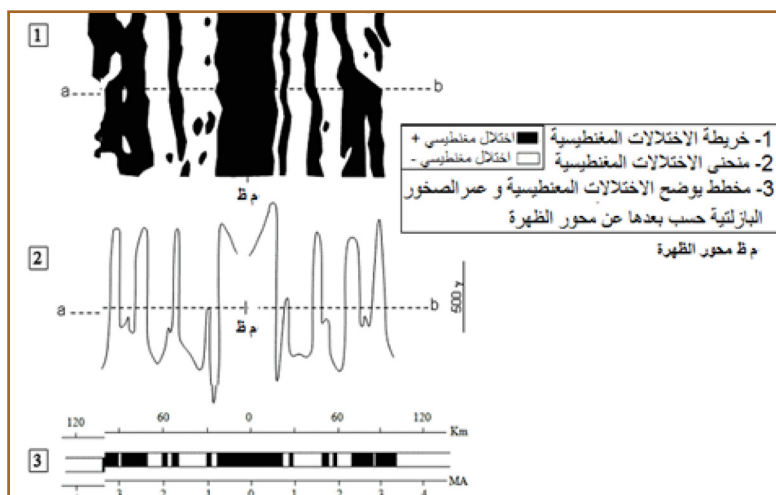 1
a
b
م ظ
اختلال مغنطيسي +
اختلال مغنطيسي -
1- خريطة الاختلالات المغنطيسية
2- منحنى الاختلالات المغنطيسية
3- مخطط يوضح الاختلالات المغنطيسية و عمر الصخور
البازلتية حسب بعدها عن محور الظهرة
م ظ محور الظهرة
2
a
b
م ظ
500 γ
120 60 0 60 120
Km
3
MA
3 2 1 0 1 2 3 4